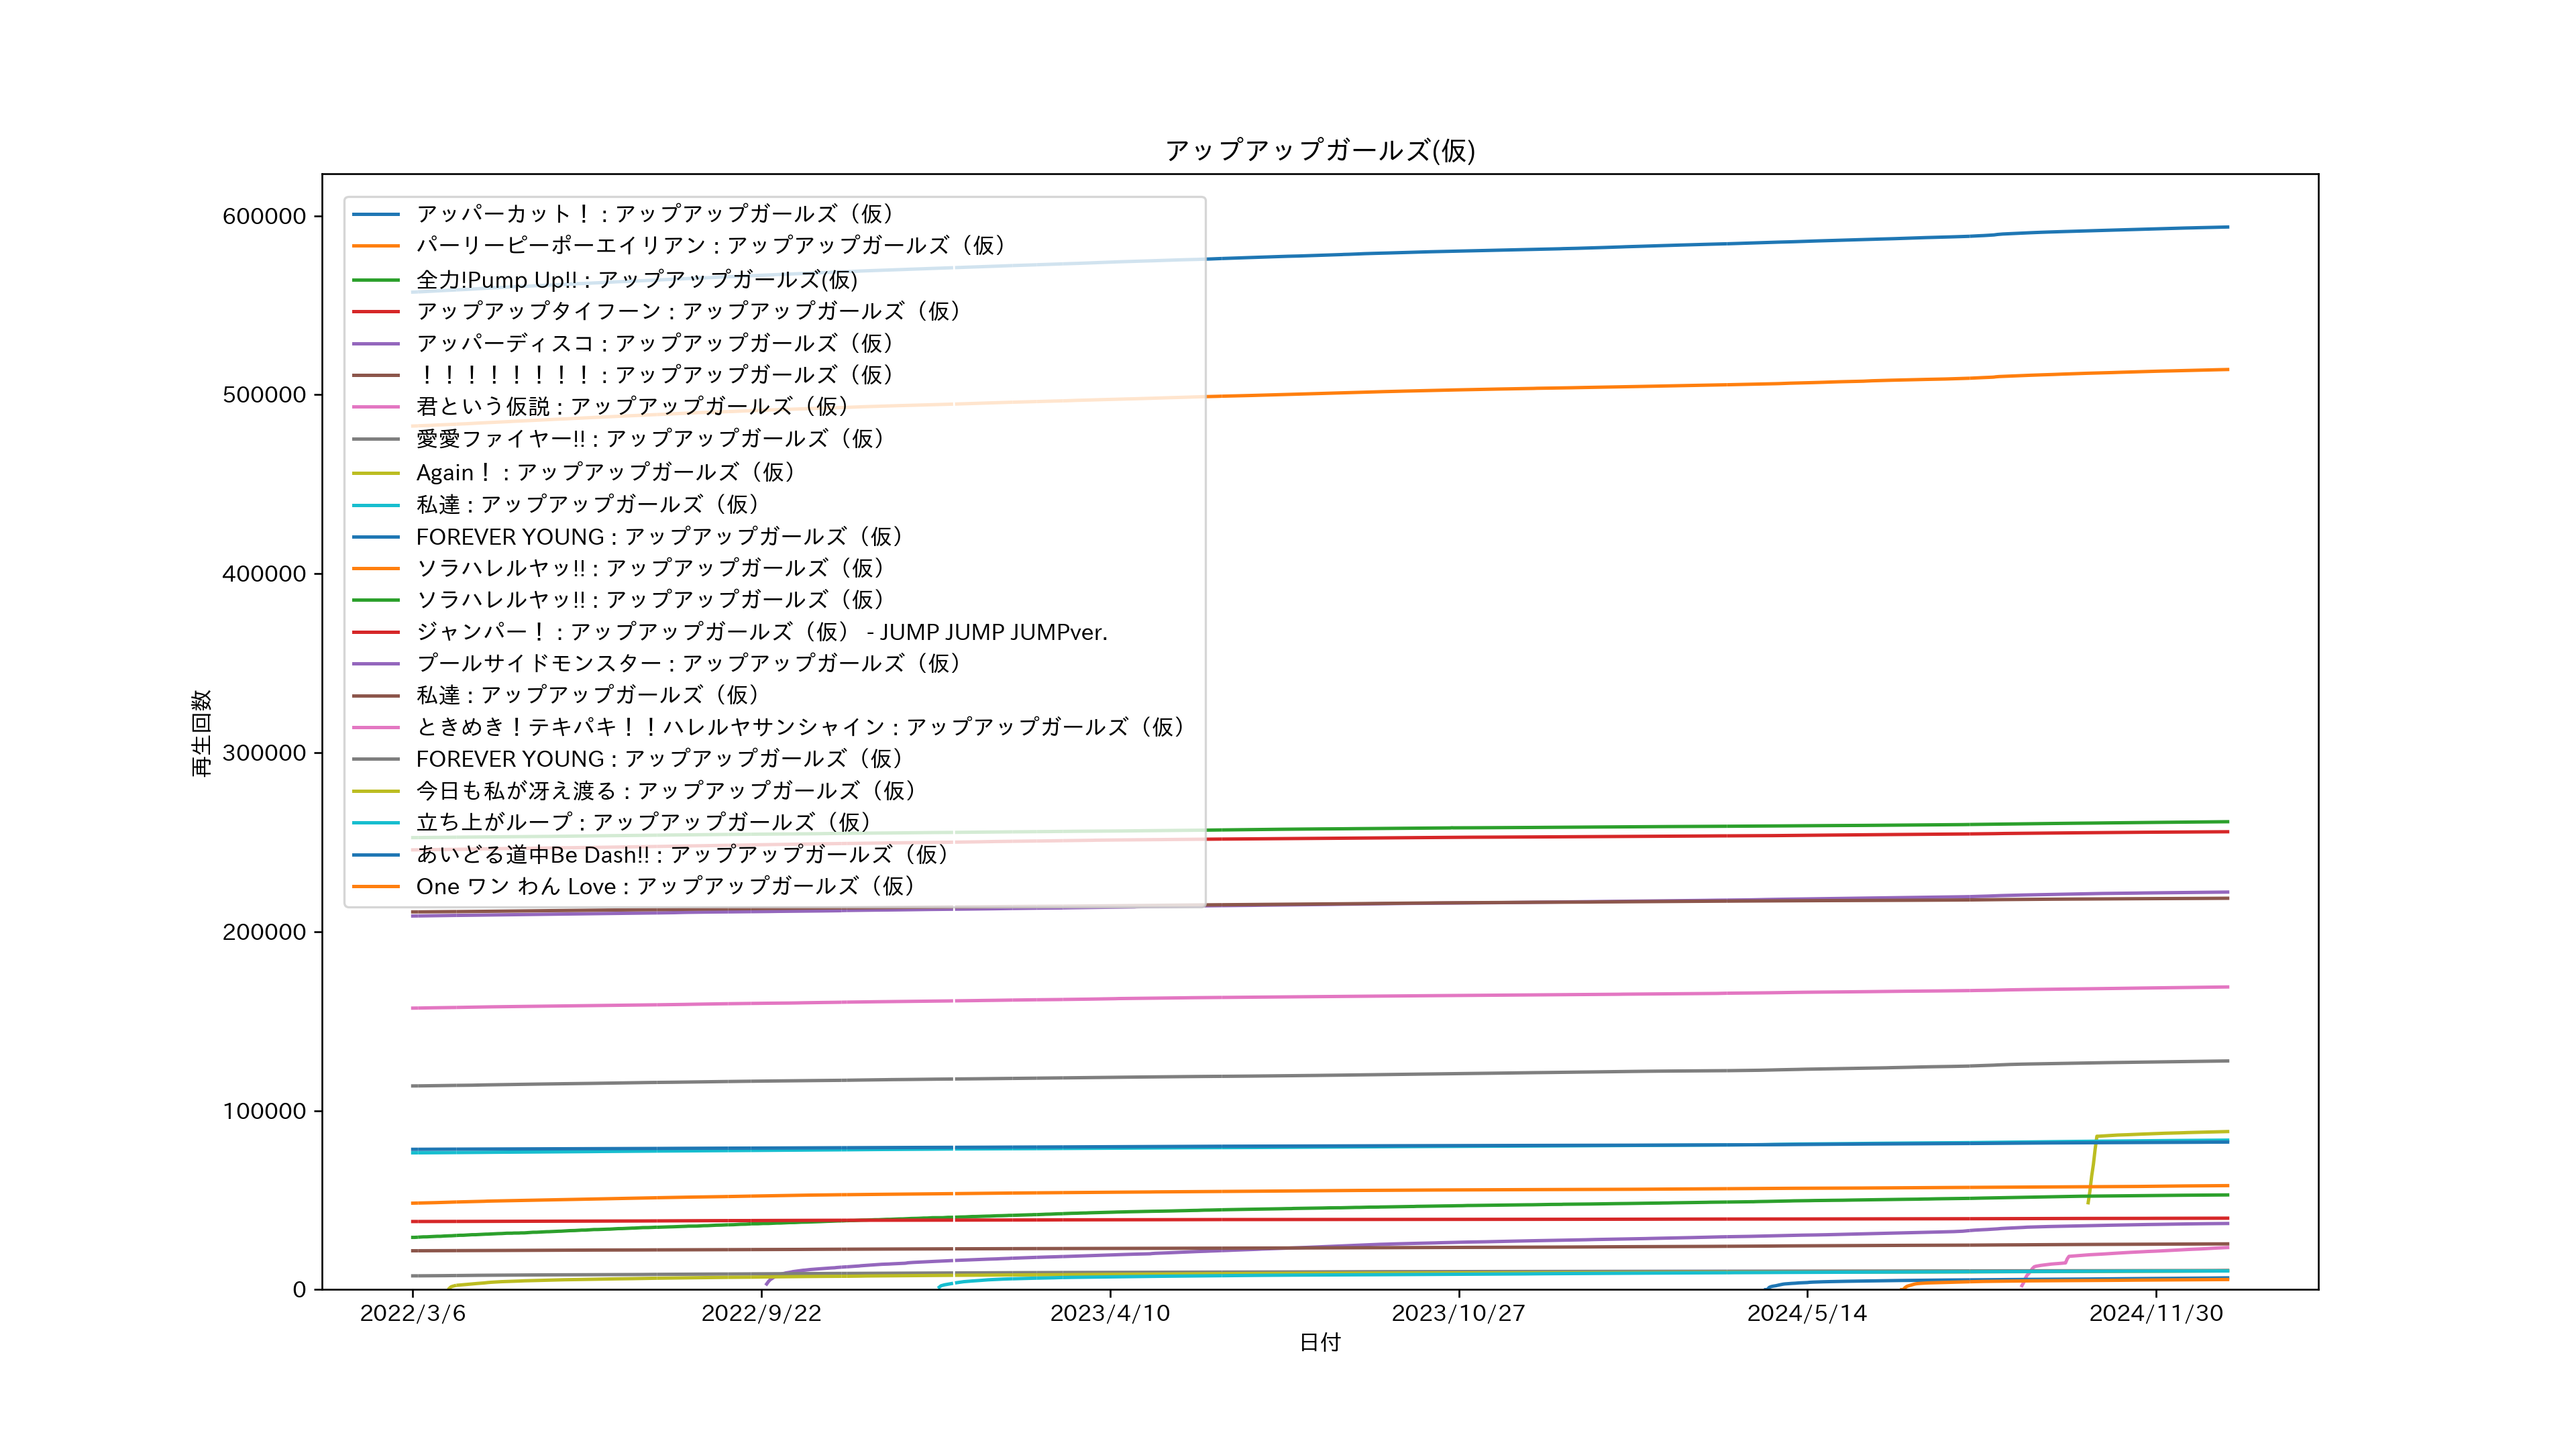 アップアップガールズ(仮)
600000
500000
400000
300000
200000
100000
0
再生回数
アッパーカット！ : アップアップガールズ（仮）
パーリーピーポーエイリアン : アップアップガールズ（仮）
全力!Pump Up!! : アップアップガールズ(仮)
アップアップタイフーン : アップアップガールズ（仮）
アッパーディスコ : アップアップガールズ（仮）
！！！！！！！！ : アップアップガールズ（仮）
君という仮説 : アップアップガールズ（仮）
愛愛ファイヤー!! : アップアップガールズ（仮）
Again！ : アップアップガールズ（仮）
私達 : アップアップガールズ（仮）
FOREVER YOUNG : アップアップガールズ（仮）
ソラハレルヤッ!! : アップアップガールズ（仮）
ソラハレルヤッ!! : アップアップガールズ（仮）
ジャンパー！ : アップアップガールズ（仮） - JUMP JUMP JUMPver.
プールサイドモンスター : アップアップガールズ（仮）
私達 : アップアップガールズ（仮）
ときめき！テキパキ！！ハレルヤサンシャイン : アップアップガールズ（仮）
FOREVER YOUNG : アップアップガールズ（仮）
今日も私が冴え渡る : アップアップガールズ（仮）
立ち上がループ : アップアップガールズ（仮）
あいどる道中Be Dash!! : アップアップガールズ（仮）
One ワン わん Love : アップアップガールズ（仮）
2022/3/6
2022/9/22
2023/4/10
2023/10/27
2024/5/14
2024/11/30
日付